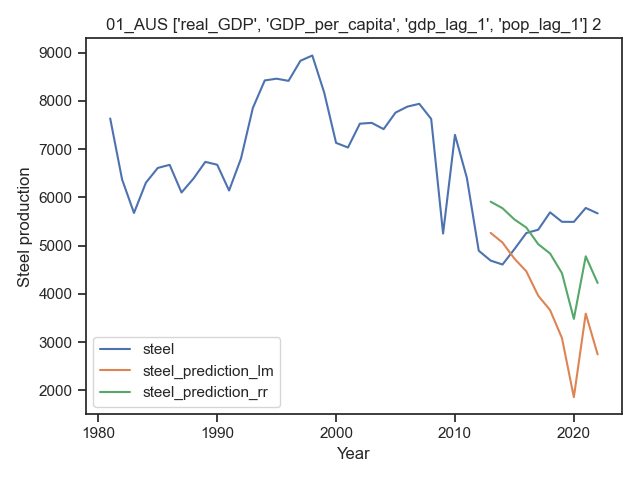 01_AUS ['real_GDP', 'GDP_per_capita', 'gdp_lag_1', 'pop_lag_1'] 2
9000
8000
7000
6000
5000
4000
3000
2000
Steel production
steel
steel_prediction_lm
steel_prediction_rr
1980 1990 2000 2010 2020
Year